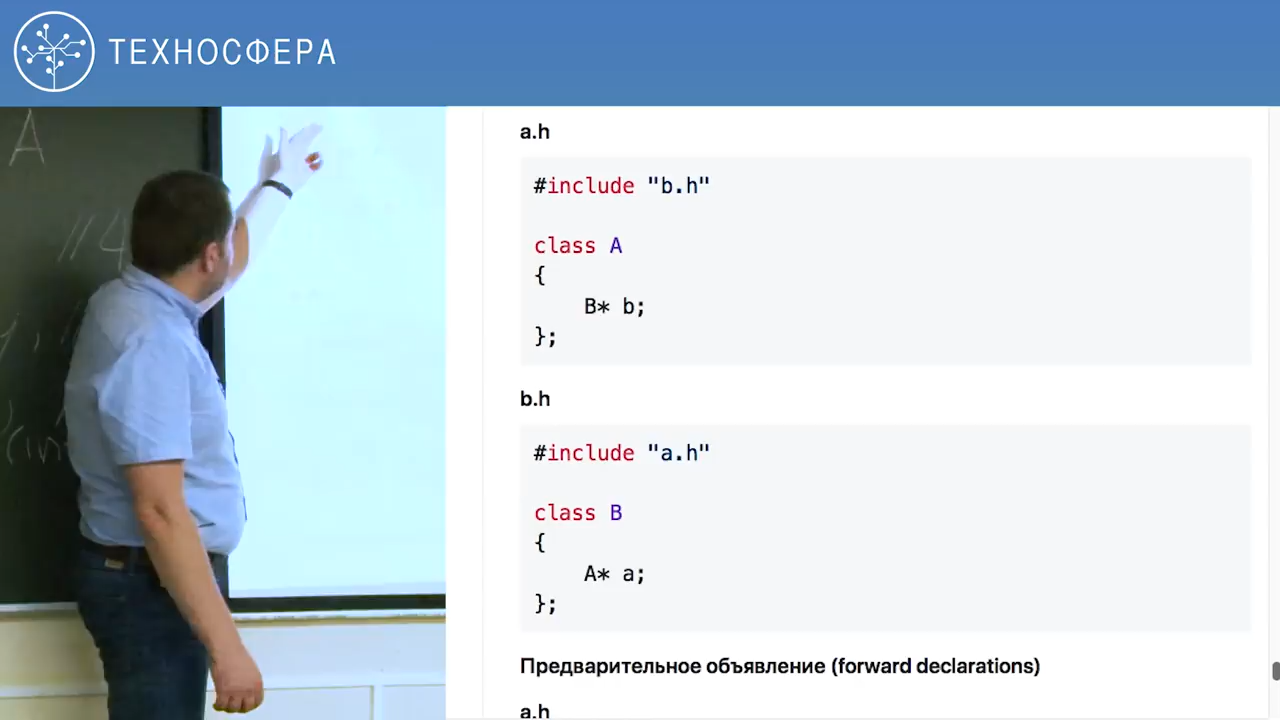 ТЕХНОСФЕРА
A
a.h
#include "b.h"
class A
{
B* b;
};
b.h
#include "a.h"
class B
{
A* a;
};
Предварительное объявление (forward declarations)
a.h